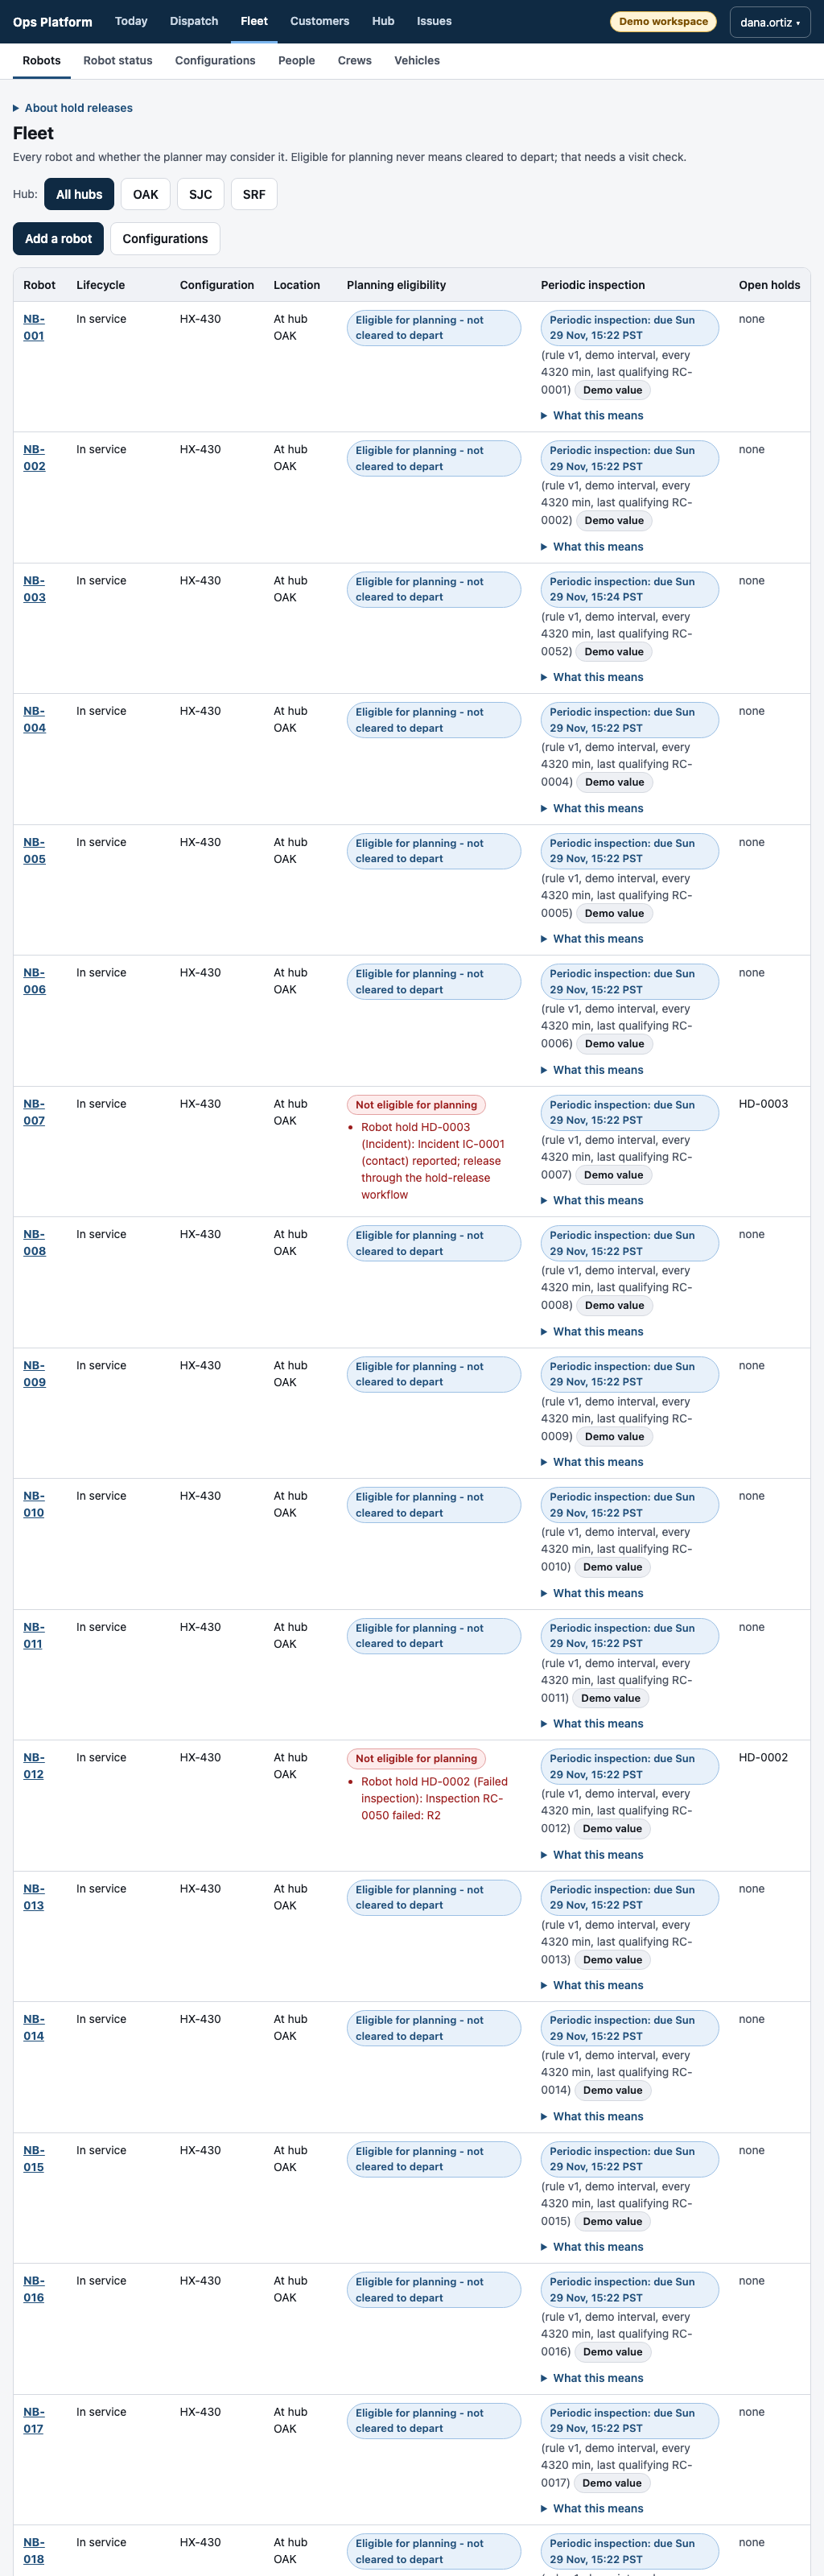 Ops Platform Today Dispatch Fleet Customers Hub Issues Demo workspace dana.ortiz ▾
Robots Robot status Configurations People Crews Vehicles
▶ About hold releases
Fleet
Every robot and whether the planner may consider it. Eligible for planning never means cleared to depart; that needs a visit check.
Hub: All hubs OAK SJC SRF
Add a robot Configurations
Robot Lifecycle Configuration Location Planning eligibility Periodic inspection Open holds
NB-001 In service HX-430 At hub OAK Eligible for planning - not cleared to depart Periodic inspection: due Sun 29 Nov, 15:22 PST none
(rule v1, demo interval, every 4320 min, last qualifying RC-0001) Demo value
▶ What this means
NB-002 In service HX-430 At hub OAK Eligible for planning - not cleared to depart Periodic inspection: due Sun 29 Nov, 15:22 PST none
(rule v1, demo interval, every 4320 min, last qualifying RC-0002) Demo value
▶ What this means
NB-003 In service HX-430 At hub OAK Eligible for planning - not cleared to depart Periodic inspection: due Sun 29 Nov, 15:24 PST none
(rule v1, demo interval, every 4320 min, last qualifying RC-0052) Demo value
▶ What this means
NB-004 In service HX-430 At hub OAK Eligible for planning - not cleared to depart Periodic inspection: due Sun 29 Nov, 15:22 PST none
(rule v1, demo interval, every 4320 min, last qualifying RC-0004) Demo value
▶ What this means
NB-005 In service HX-430 At hub OAK Eligible for planning - not cleared to depart Periodic inspection: due Sun 29 Nov, 15:22 PST none
(rule v1, demo interval, every 4320 min, last qualifying RC-0005) Demo value
▶ What this means
NB-006 In service HX-430 At hub OAK Eligible for planning - not cleared to depart Periodic inspection: due Sun 29 Nov, 15:22 PST none
(rule v1, demo interval, every 4320 min, last qualifying RC-0006) Demo value
▶ What this means
NB-007 In service HX-430 At hub OAK Not eligible for planning
• Robot hold HD-0003 (Incident): Incident IC-0001 (contact) reported; release through the hold-release workflow
Periodic inspection: due Sun 29 Nov, 15:22 PST HD-0003
(rule v1, demo interval, every 4320 min, last qualifying RC-0007) Demo value
▶ What this means
NB-008 In service HX-430 At hub OAK Eligible for planning - not cleared to depart Periodic inspection: due Sun 29 Nov, 15:22 PST none
(rule v1, demo interval, every 4320 min, last qualifying RC-0008) Demo value
▶ What this means
NB-009 In service HX-430 At hub OAK Eligible for planning - not cleared to depart Periodic inspection: due Sun 29 Nov, 15:22 PST none
(rule v1, demo interval, every 4320 min, last qualifying RC-0009) Demo value
▶ What this means
NB-010 In service HX-430 At hub OAK Eligible for planning - not cleared to depart Periodic inspection: due Sun 29 Nov, 15:22 PST none
(rule v1, demo interval, every 4320 min, last qualifying RC-0010) Demo value
▶ What this means
NB-011 In service HX-430 At hub OAK Eligible for planning - not cleared to depart Periodic inspection: due Sun 29 Nov, 15:22 PST none
(rule v1, demo interval, every 4320 min, last qualifying RC-0011) Demo value
▶ What this means
NB-012 In service HX-430 At hub OAK Not eligible for planning
• Robot hold HD-0002 (Failed inspection): Inspection RC-0050 failed: R2
Periodic inspection: due Sun 29 Nov, 15:22 PST HD-0002
(rule v1, demo interval, every 4320 min, last qualifying RC-0012) Demo value
▶ What this means
NB-013 In service HX-430 At hub OAK Eligible for planning - not cleared to depart Periodic inspection: due Sun 29 Nov, 15:22 PST none
(rule v1, demo interval, every 4320 min, last qualifying RC-0013) Demo value
▶ What this means
NB-014 In service HX-430 At hub OAK Eligible for planning - not cleared to depart Periodic inspection: due Sun 29 Nov, 15:22 PST none
(rule v1, demo interval, every 4320 min, last qualifying RC-0014) Demo value
▶ What this means
NB-015 In service HX-430 At hub OAK Eligible for planning - not cleared to depart Periodic inspection: due Sun 29 Nov, 15:22 PST none
(rule v1, demo interval, every 4320 min, last qualifying RC-0015) Demo value
▶ What this means
NB-016 In service HX-430 At hub OAK Eligible for planning - not cleared to depart Periodic inspection: due Sun 29 Nov, 15:22 PST none
(rule v1, demo interval, every 4320 min, last qualifying RC-0016) Demo value
▶ What this means
NB-017 In service HX-430 At hub OAK Eligible for planning - not cleared to depart Periodic inspection: due Sun 29 Nov, 15:22 PST none
(rule v1, demo interval, every 4320 min, last qualifying RC-0017) Demo value
▶ What this means
NB-018 In service HX-430 At hub OAK Eligible for planning - not cleared to depart Periodic inspection: due Sun 29 Nov, 15:22 PST none